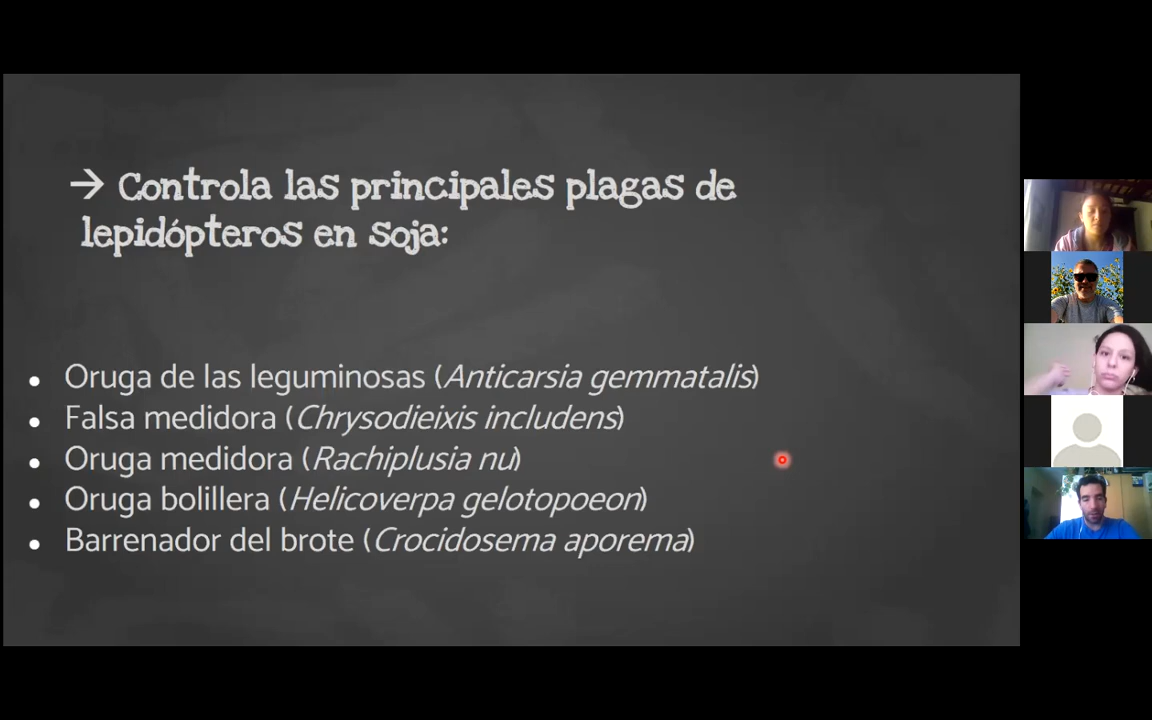 → Controla las principales plagas de
lepidópteros en soja:
● Oruga de las leguminosas (Anticarsia gemmatalis)
● Falsa medidora (Chrysodieixis includens)
● Oruga medidora (Rachiplusia nu)
● Oruga bolillera (Helicoverpa gelotopoeon)
● Barrenador del brote (Crocidosema aporema)